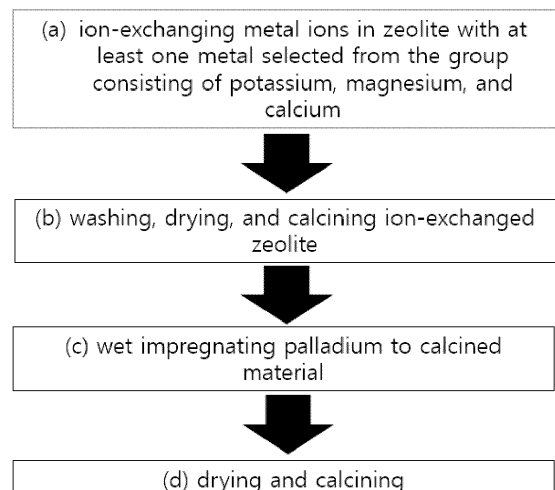 (a) ion-exchanging metal ions in zeolite with at
least one metal selected from the group
consisting of potassium, magnesium, and
calcium
(b) washing, drying, and calcining ion-exchanged
zeolite
(c) wet impregnating palladium to calcined
material
(d) drying and calcining